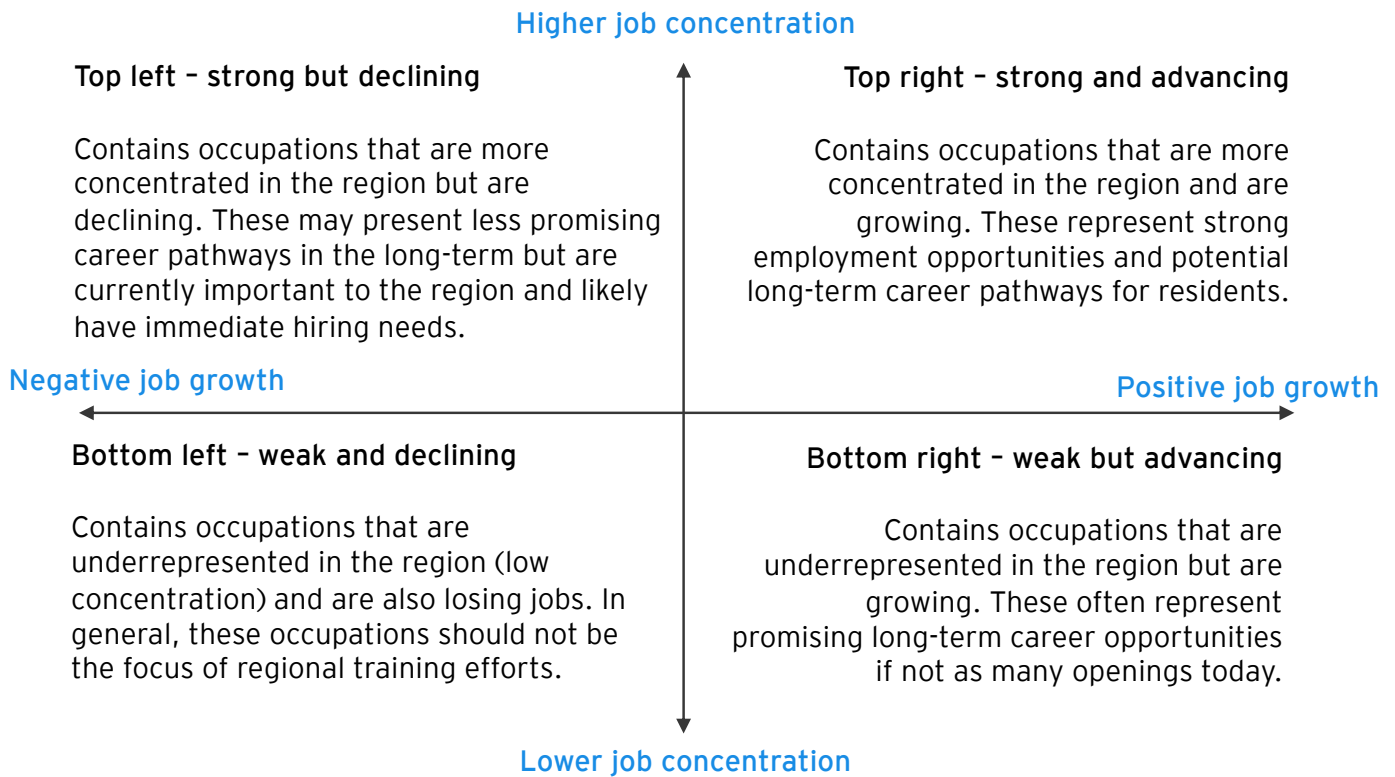 Higher job concentration
Top left – strong but declining
Contains occupations that are more
concentrated in the region but are
declining. These may present less promising
career pathways in the long-term but are
currently important to the region and likely
have immediate hiring needs.
Top right – strong and advancing
Contains occupations that are more
concentrated in the region and are
growing. These represent strong
employment opportunities and potential
long-term career pathways for residents.
Negative job growth
Positive job growth
Bottom left – weak and declining
Contains occupations that are
underrepresented in the region (low
concentration) and are also losing jobs. In
general, these occupations should not be
the focus of regional training efforts.
Bottom right – weak but advancing
Contains occupations that are
underrepresented in the region but are
growing. These often represent
promising long-term career opportunities
if not as many openings today.
Lower job concentration